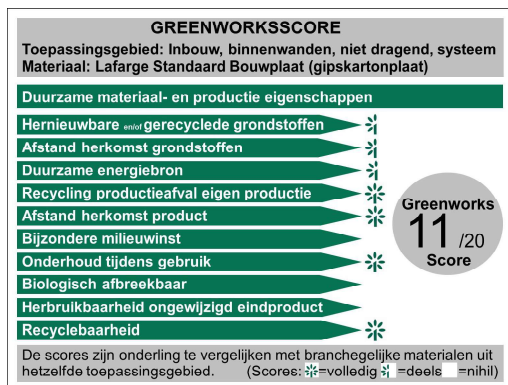 GREENWORKSSCORE
Toepassingsgebied: Inbouw, binnenwanden, niet dragend, systeem
Materiaal: Lafarge Standaard Bouwplaat (gipskartonplaat)
Duurzame materiaal- en productie eigenschappen
Hernieuwbare en/of gerecyclede grondstoffen
Afstand herkomst grondstoffen
Duurzame energiebron
Recycling productieafval eigen productie
Afstand herkomst product
Bijzondere milieuwinst
Onderhoud tijdens gebruik
Biologisch afbreekbaar
Herbruikbaarheid ongewijzigd eindproduct
Recyclebaarheid
Greenworks
11 /20
Score
De scores zijn onderling te vergelijken met branchegelijke materialen uit
hetzelfde toepassingsgebied. (Scores: =volledig =deels =nihil)